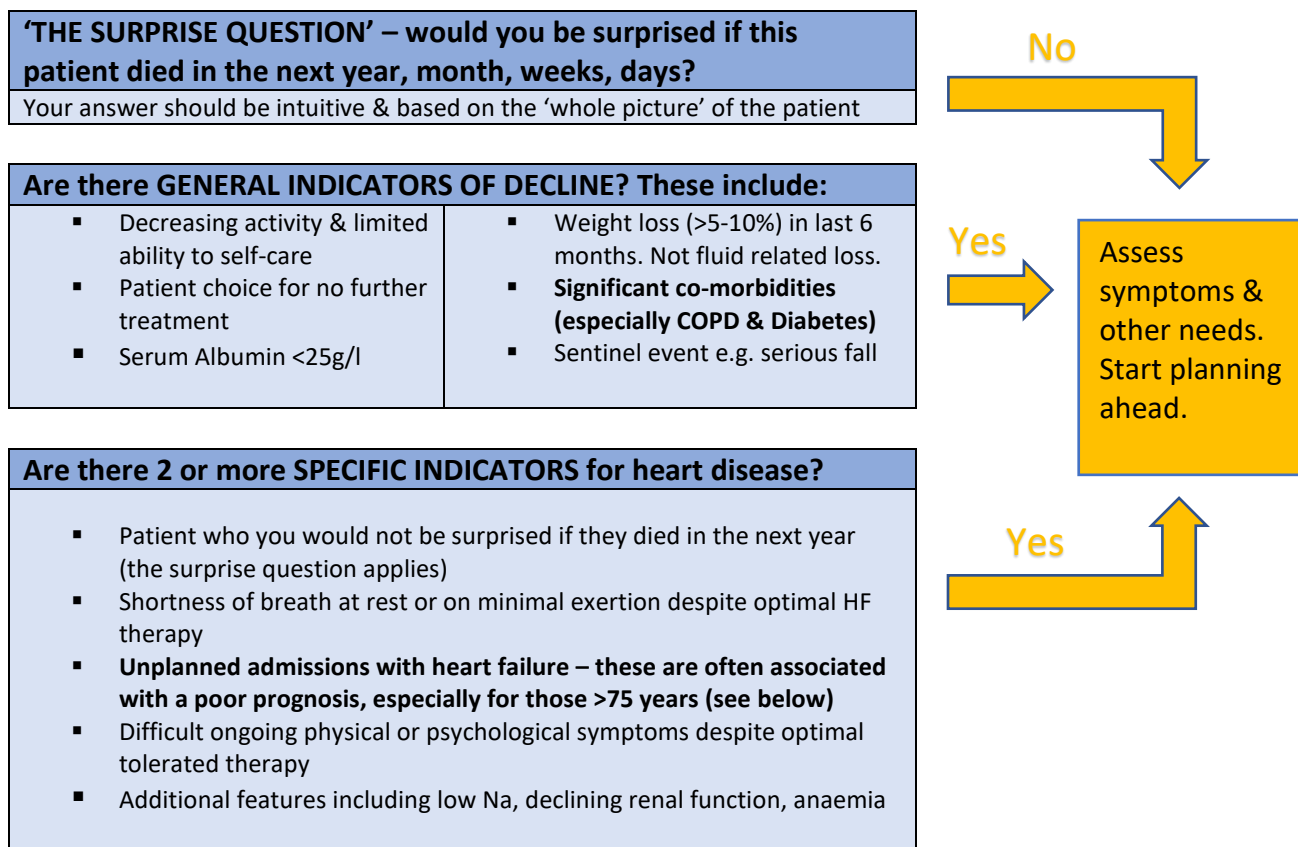 ‘THE SURPRISE QUESTION’ – would you be surprised if this
patient died in the next year, month, weeks, days?
Your answer should be intuitive & based on the ‘whole picture’ of the patient
No
Are there GENERAL INDICATORS OF DECLINE? These include:
▪ Decreasing activity & limited
ability to self-care
▪ Patient choice for no further
treatment
▪ Serum Albumin <25g/l
▪ Weight loss (>5-10%) in last 6
months. Not fluid related loss.
▪ Significant co-morbidities
(especially COPD & Diabetes)
▪ Sentinel event e.g. serious fall
Yes
Assess
symptoms &
other needs.
Start planning
ahead.
Are there 2 or more SPECIFIC INDICATORS for heart disease?
▪ Patient who you would not be surprised if they died in the next year
(the surprise question applies)
▪ Shortness of breath at rest or on minimal exertion despite optimal HF
therapy
▪ Unplanned admissions with heart failure – these are often associated
with a poor prognosis, especially for those >75 years (see below)
▪ Difficult ongoing physical or psychological symptoms despite optimal
tolerated therapy
▪ Additional features including low Na, declining renal function, anaemia
Yes